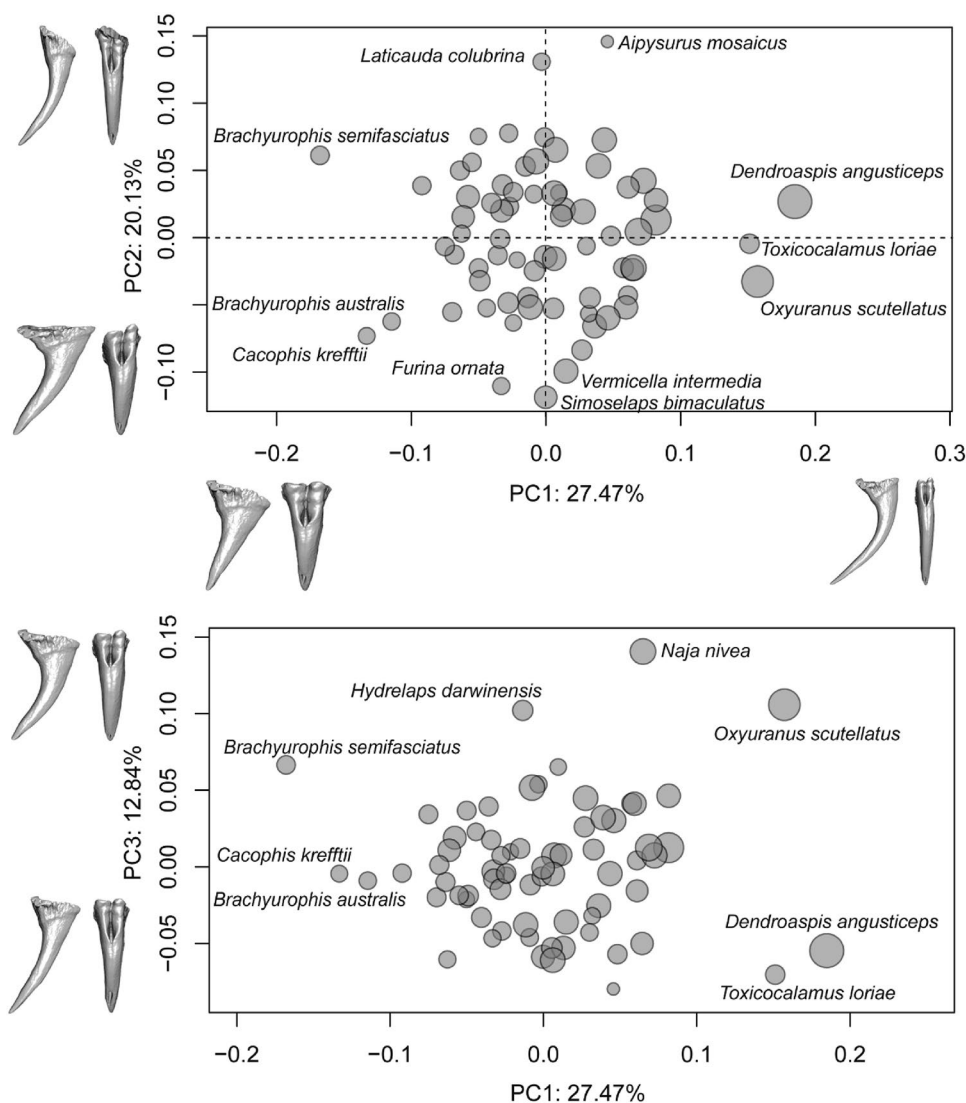 0.15
0.10
0.05
0.00
−0.10
PC2: 20.13%
Laticauda colubrina
Aipysurus mosaicus
Brachyurophis semifasciatus
Dendroaspis angusticeps
Toxicocalamus loriae
Brachyurophis australis
Oxyuranus scutellatus
Cacophis krefftii
Furina ornata
Vermicella intermedia
Simoselaps bimaculatus
−0.2
−0.1
0.0
0.1
0.2
0.3
PC1: 27.47%
0.15
0.10
0.05
0.00
−0.05
PC3: 12.84%
Naja nivea
Hydrelaps darwinensis
Oxyuranus scutellatus
Brachyurophis semifasciatus
Cacophis krefftii
Brachyurophis australis
Dendroaspis angusticeps
Toxicocalamus loriae
−0.2
−0.1
0.0
0.1
0.2
PC1: 27.47%